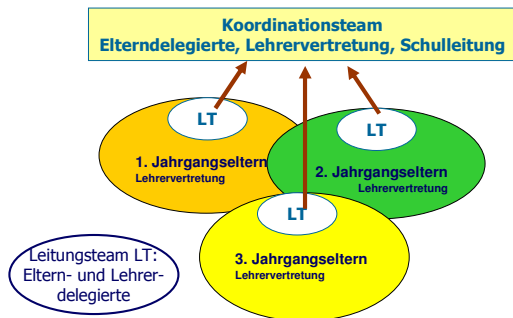 Koordinationsteam
Elterndelegierte, Lehrervertretung, Schulleitung
LT
LT
1. Jahrgangseltern
Lehrervertretung
2. Jahrgangseltern
Lehrervertretung
LT
3. Jahrgangseltern
Lehrervertretung
Leitungsteam LT:
Eltern- und Lehrer-
delegierte